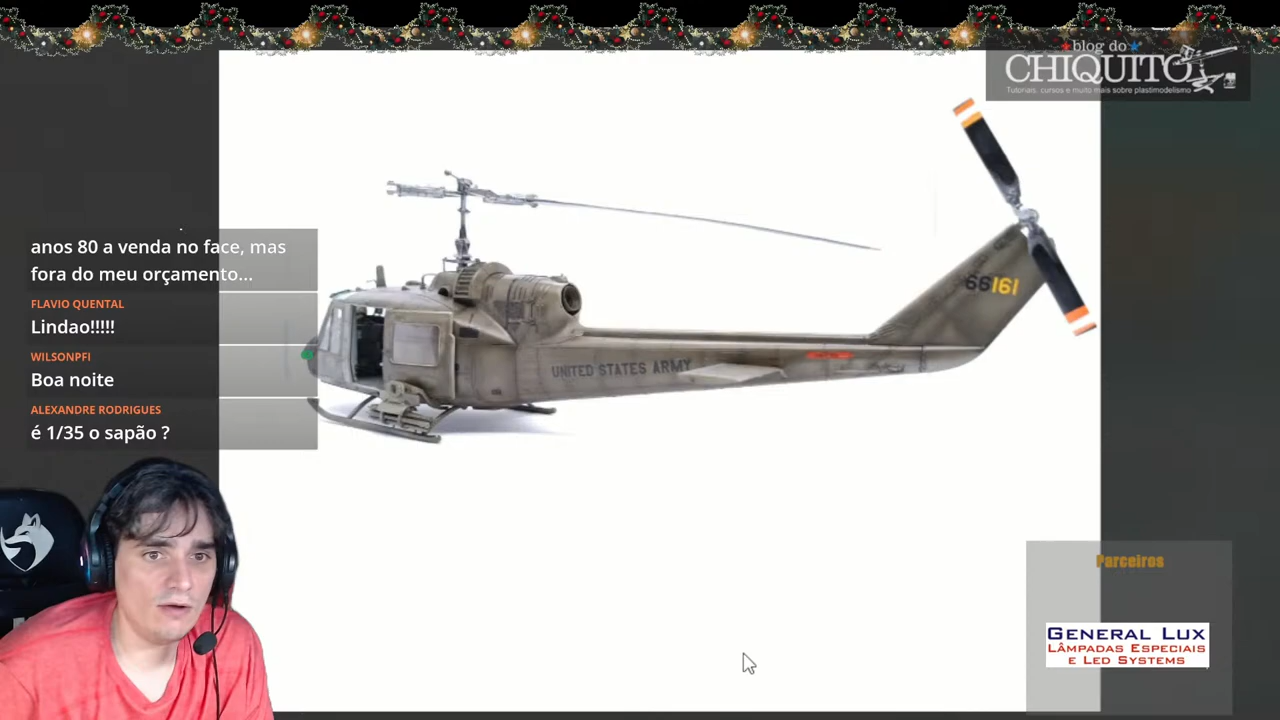 blog do
CHIQUITO
Tutoriais, cursos e muito mais sobre plastimodelismo
66161
UNITED STATES ARMY
anos 80 a venda no face, mas
fora do meu orçamento...
FLAVIO QUENTAL
Lindao!!!!!
WILSONPFI
Boa noite
ALEXANDRE RODRIGUES
é 1/35 o sapão ?
Parceiros
GENERAL LUX
LÂMPADAS ESPECIAIS
E LED SYSTEMS